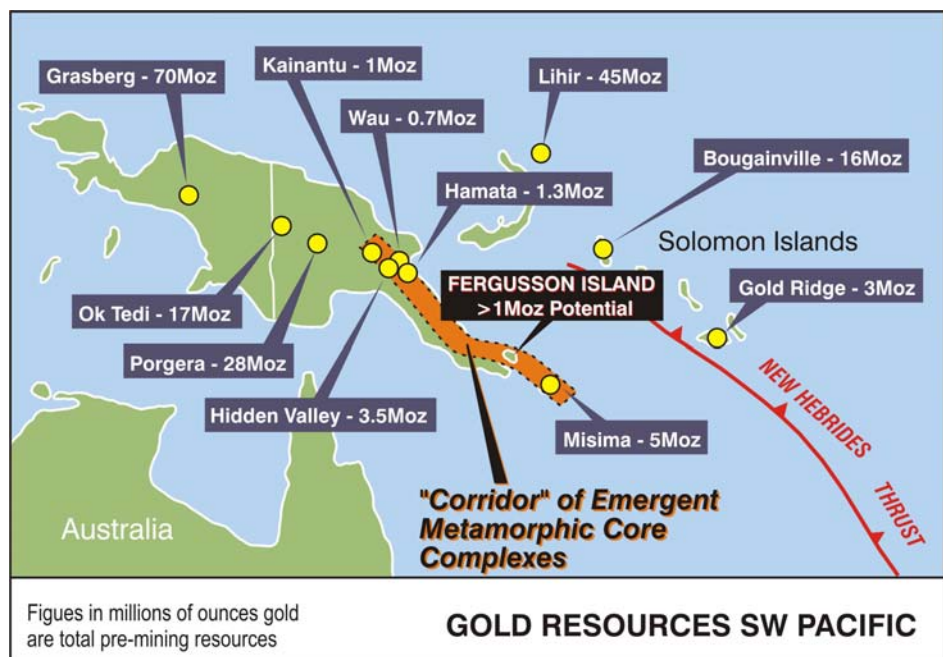 Grasberg - 70Moz
Kainantu - 1Moz
Lihir - 45Moz
Wau - 0.7Moz
Bougainville - 16Moz
Hamata - 1.3Moz
Solomon Islands
FERGUSSON ISLAND
>1Moz Potential
Gold Ridge - 3Moz
Ok Tedi - 17Moz
Porgera - 28Moz
Hidden Valley - 3.5Moz
Misima - 5Moz
NEW HEBRIDES
THRUST
"Corridor" of Emergent
Metamorphic Core
Complexes
Australia
Figues in millions of ounces gold
are total pre-mining resources
GOLD RESOURCES SW PACIFIC